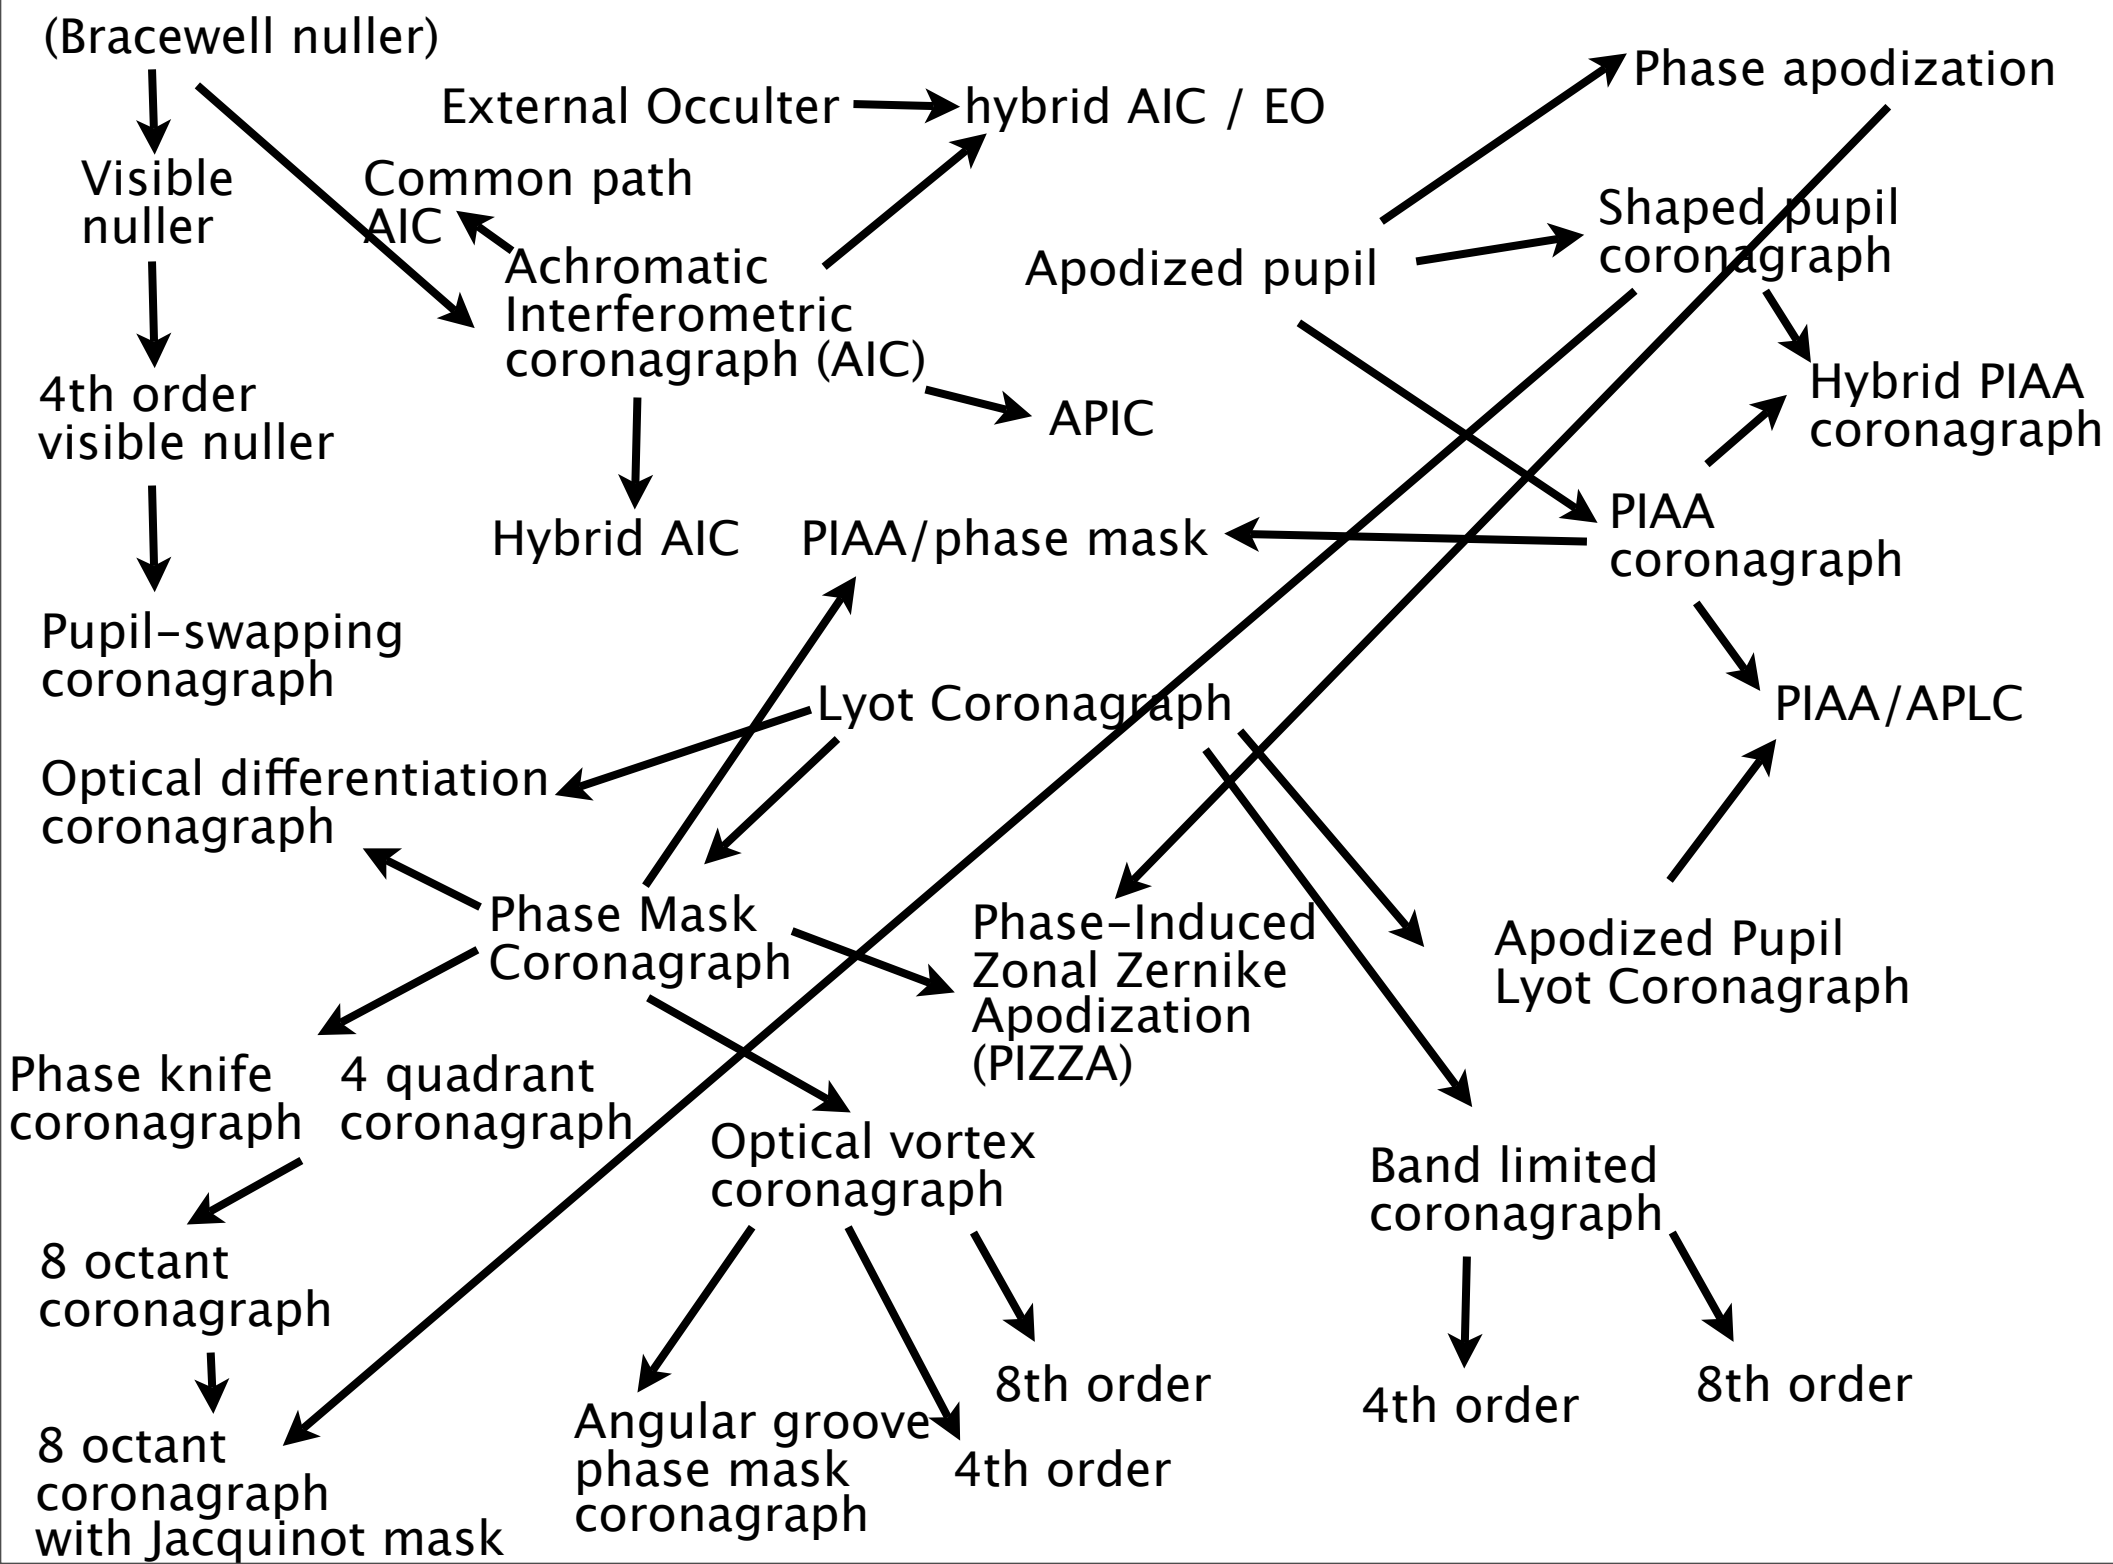 (Bracewell nuller)
Phase apodization
External Occulter
hybrid AIC / EO
Visible
nuller
Common path
AIC
Shaped pupil
coronagraph
Achromatic
Interferometric
coronagraph (AIC)
Apodized pupil
4th order
visible nuller
APIC
Hybrid PIAA
coronagraph
Hybrid AIC
PIAA/phase mask
PIAA
coronagraph
Pupil-swapping
coronagraph
Lyot Coronagraph
PIAA/APLC
Optical differentiation
coronagraph
Phase Mask
Coronagraph
Phase-Induced
Zonal Zernike
Apodization
(PIZZA)
Apodized Pupil
Lyot Coronagraph
Phase knife
coronagraph
4 quadrant
coronagraph
Optical vortex
coronagraph
Band limited
coronagraph
8 octant
coronagraph
8th order
4th order
8th order
Angular groove
phase mask
coronagraph
4th order
8 octant
coronagraph
with Jacquinot mask